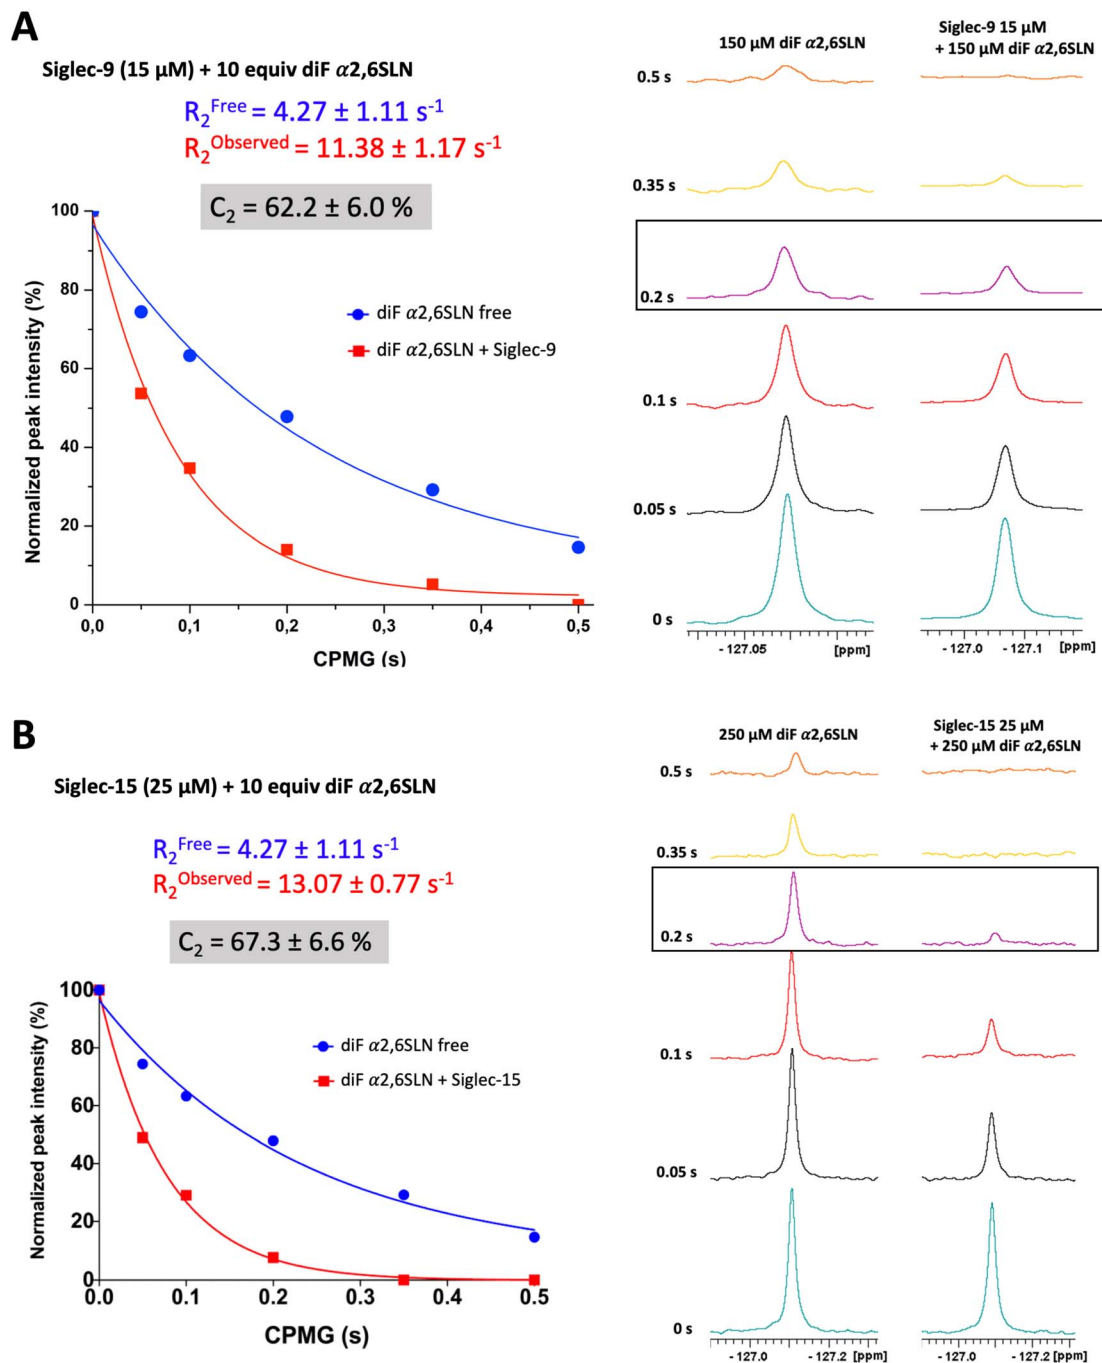 A
Siglec-9 (15 μM) + 10 equiv diF α2,6SLN
R₂ᶠʳᵉᵉ = 4.27 ± 1.11 s⁻¹
R₂ᴼᵇˢᵉʳᵛᵉᵈ = 11.38 ± 1.17 s⁻¹
C₂ = 62.2 ± 6.0 %
Normalized peak intensity (%)
100
80
60
40
20
0
0,0 0,1 0,2 0,3 0,4 0,5
CPMG (s)
diF α2,6SLN free
diF α2,6SLN + Siglec-9
150 μM diF α2,6SLN
Siglec-9 15 μM
+ 150 μM diF α2,6SLN
0.5 s
0.35 s
0.2 s
0.1 s
0.05 s
0 s
- 127.05 [ppm]
- 127.0 - 127.1 [ppm]
B
Siglec-15 (25 μM) + 10 equiv diF α2,6SLN
R₂ᶠʳᵉᵉ = 4.27 ± 1.11 s⁻¹
R₂ᴼᵇˢᵉʳᵛᵉᵈ = 13.07 ± 0.77 s⁻¹
C₂ = 67.3 ± 6.6 %
Normalized peak intensity (%)
100
80
60
40
20
0
0.0 0.1 0.2 0.3 0.4 0.5
CPMG (s)
diF α2,6SLN free
diF α2,6SLN + Siglec-15
250 μM diF α2,6SLN
Siglec-15 25 μM
+ 250 μM diF α2,6SLN
0.5 s
0.35 s
0.2 s
0.1 s
0.05 s
0 s
- 127.0 - 127.2 [ppm]
- 127.0 - 127.2 [ppm]